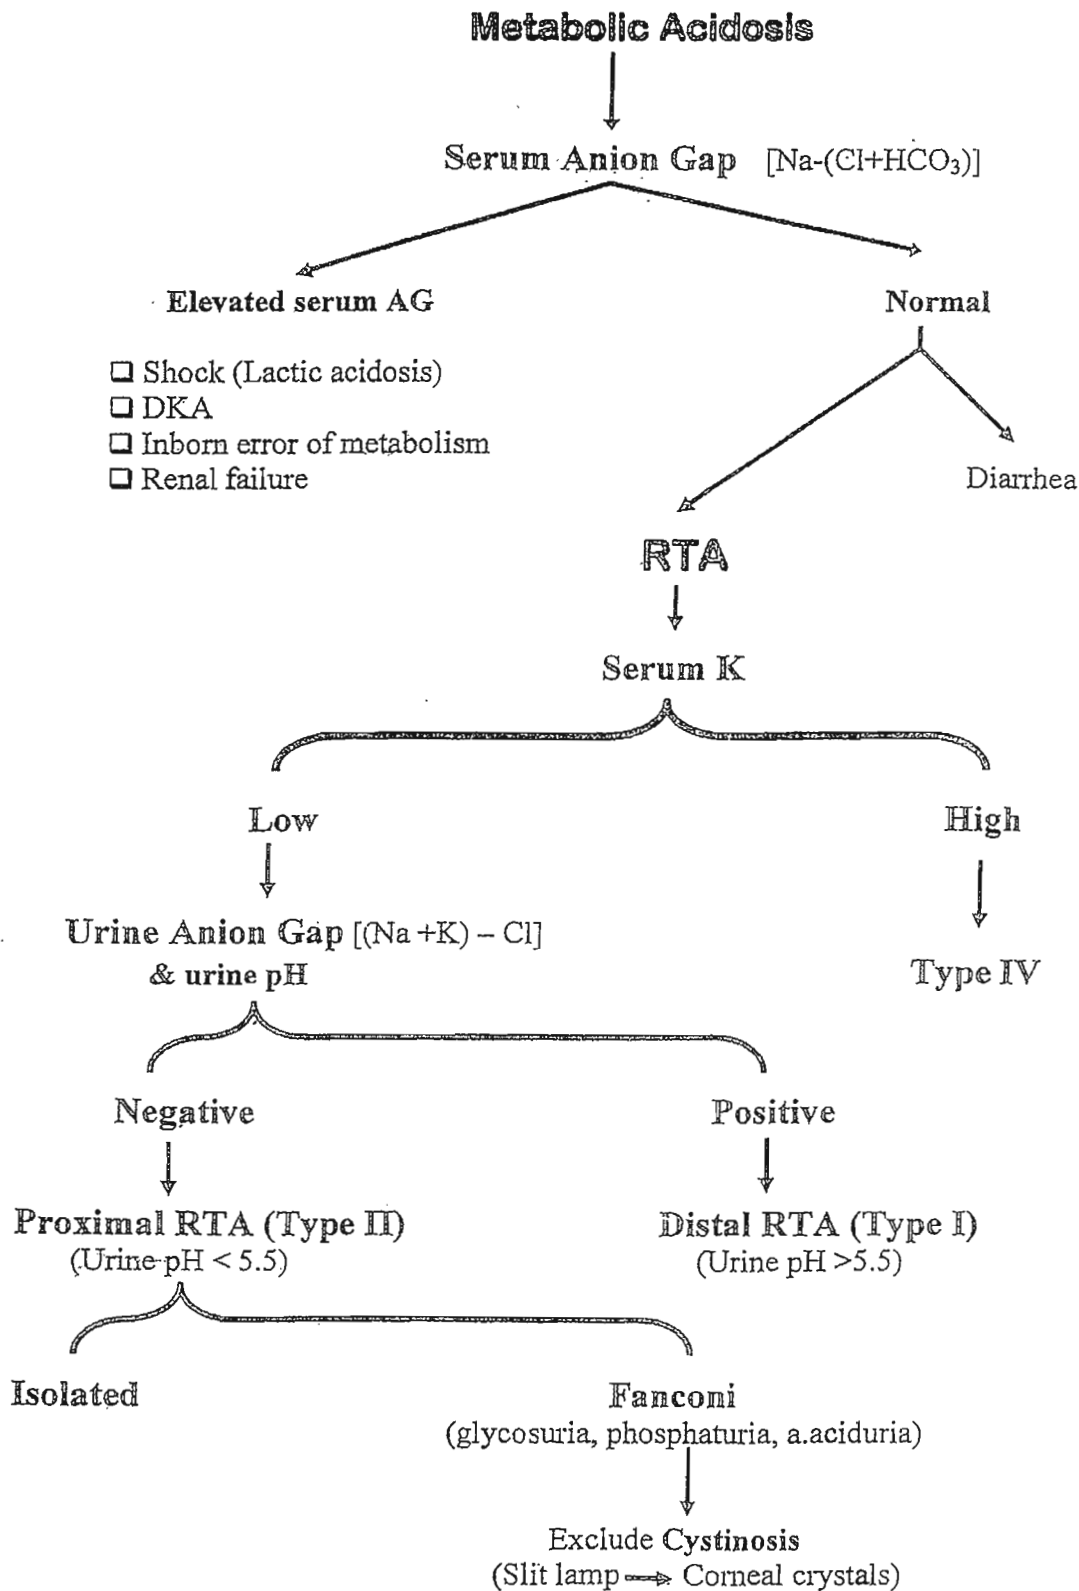 Metabolic Acidosis
Serum Anion Gap [Na-(Cl+HCO₃)]
Elevated serum AG
Normal
❑ Shock (Lactic acidosis)
❑ DKA
❑ Inborn error of metabolism
❑ Renal failure
Diarrhea
RTA
Serum K
Low
High
Urine Anion Gap [(Na +K) – Cl]
& urine pH
Type IV
Negative
Positive
Proximal RTA (Type II)
(Urine pH < 5.5)
Distal RTA (Type I)
(Urine pH >5.5)
Isolated
Fanconi
(glycosuria, phosphaturia, a.aciduria)
Exclude Cystinosis
(Slit lamp → Corneal crystals)